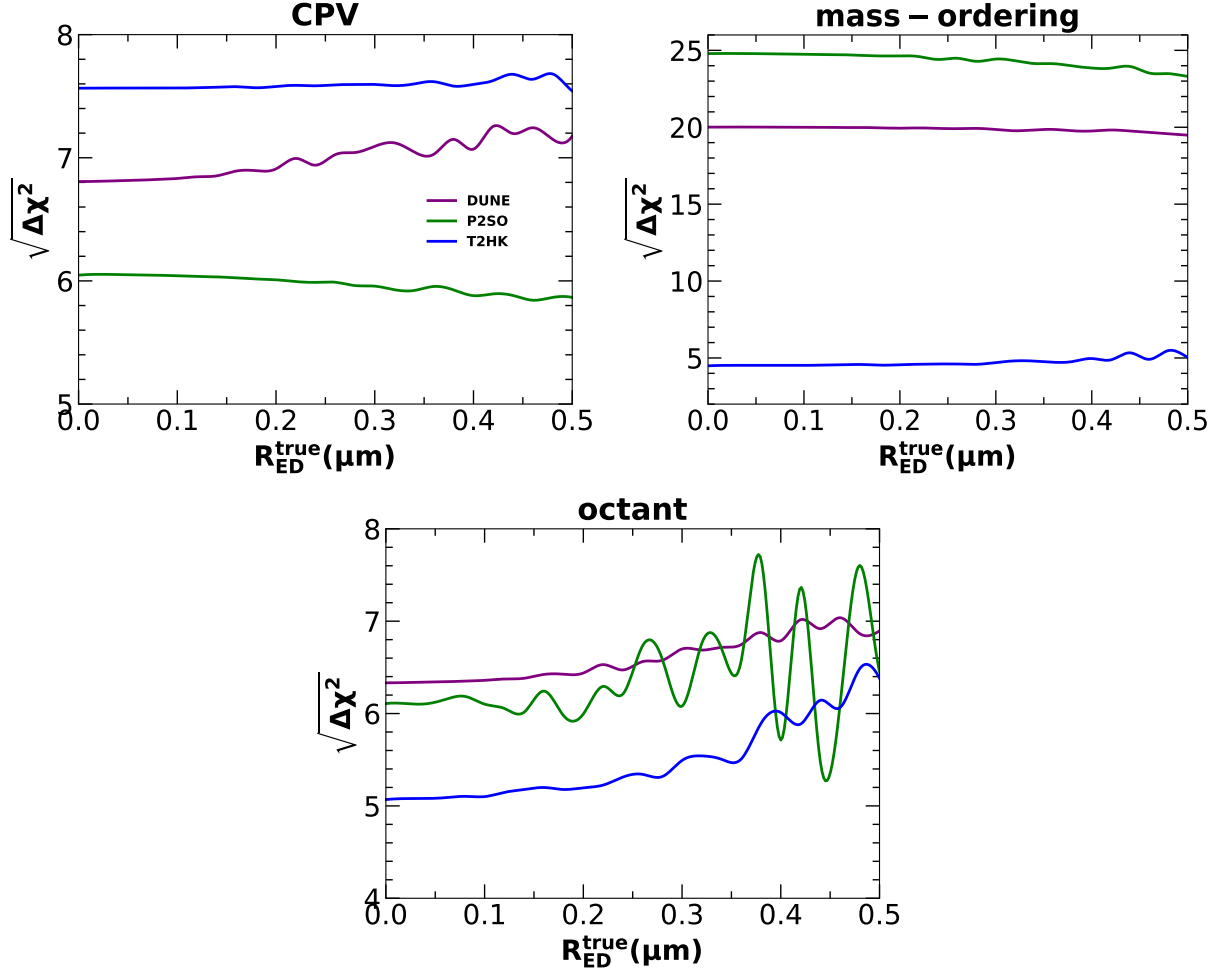 CPV
8
7
6
5
√Δχ²
DUNE
P2SO
T2HK
0.0 0.1 0.2 0.3 0.4 0.5
R_ED^true(μm)
mass – ordering
25
20
15
10
5
√Δχ²
0.0 0.1 0.2 0.3 0.4 0.5
R_ED^true(μm)
octant
8
7
6
5
4
√Δχ²
0.0 0.1 0.2 0.3 0.4 0.5
R_ED^true(μm)